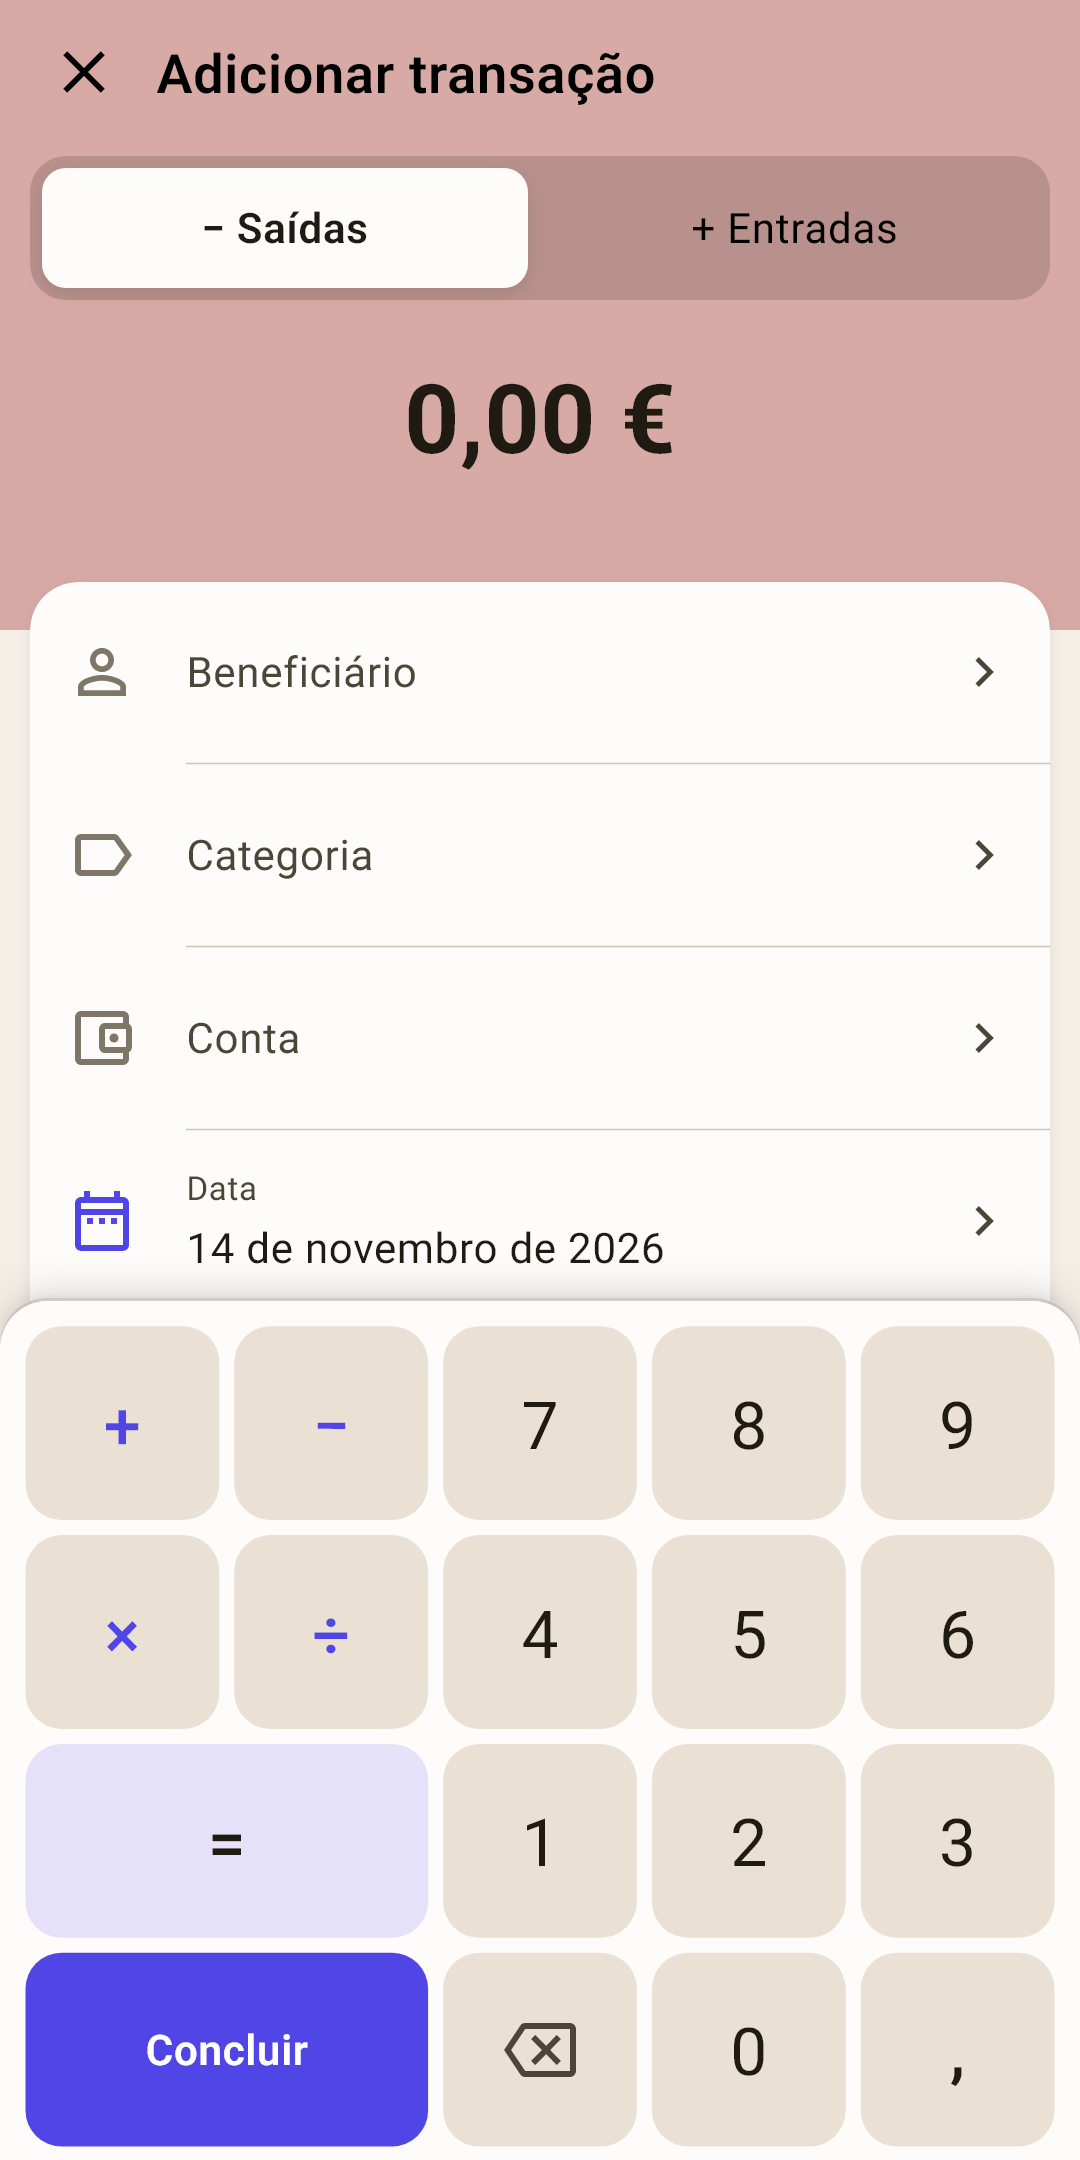 Adicionar transação
− Saídas
+ Entradas
0,00 €
Beneficiário
Categoria
Conta
Data
14 de novembro de 2026
+ − 7 8 9
× ÷ 4 5 6
= 1 2 3
Concluir 0 ,